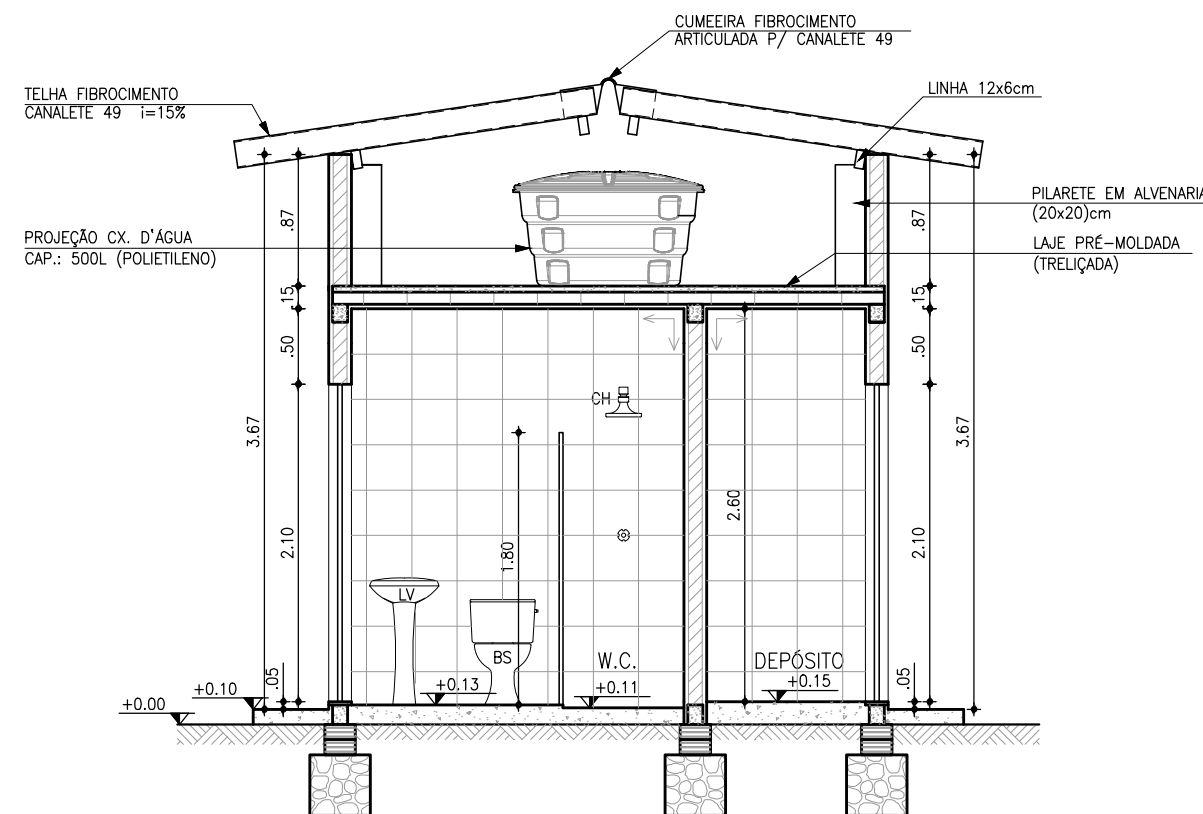 CUMEEIRA FIBROCIMENTO
ARTICULADA P/ CANALETE 49
TELHA FIBROCIMENTO
CANALETE 49 i=15%
LINHA 12x6cm
PILARETE EM ALVENARIA
(20x20)cm
PROJEÇÃO CX. D'ÁGUA
CAP.: 500L (POLIETILENO)
LAJE PRÉ-MOLDADA
(TRELIÇADA)
.87
.87
.15
.15
.50
.50
CH
3.67
3.67
2.60
2.10
1.80
2.10
LV
BS
W.C.
DEPÓSITO
.05
+0.10
+0.13
+0.11
+0.15
.05
+0.00